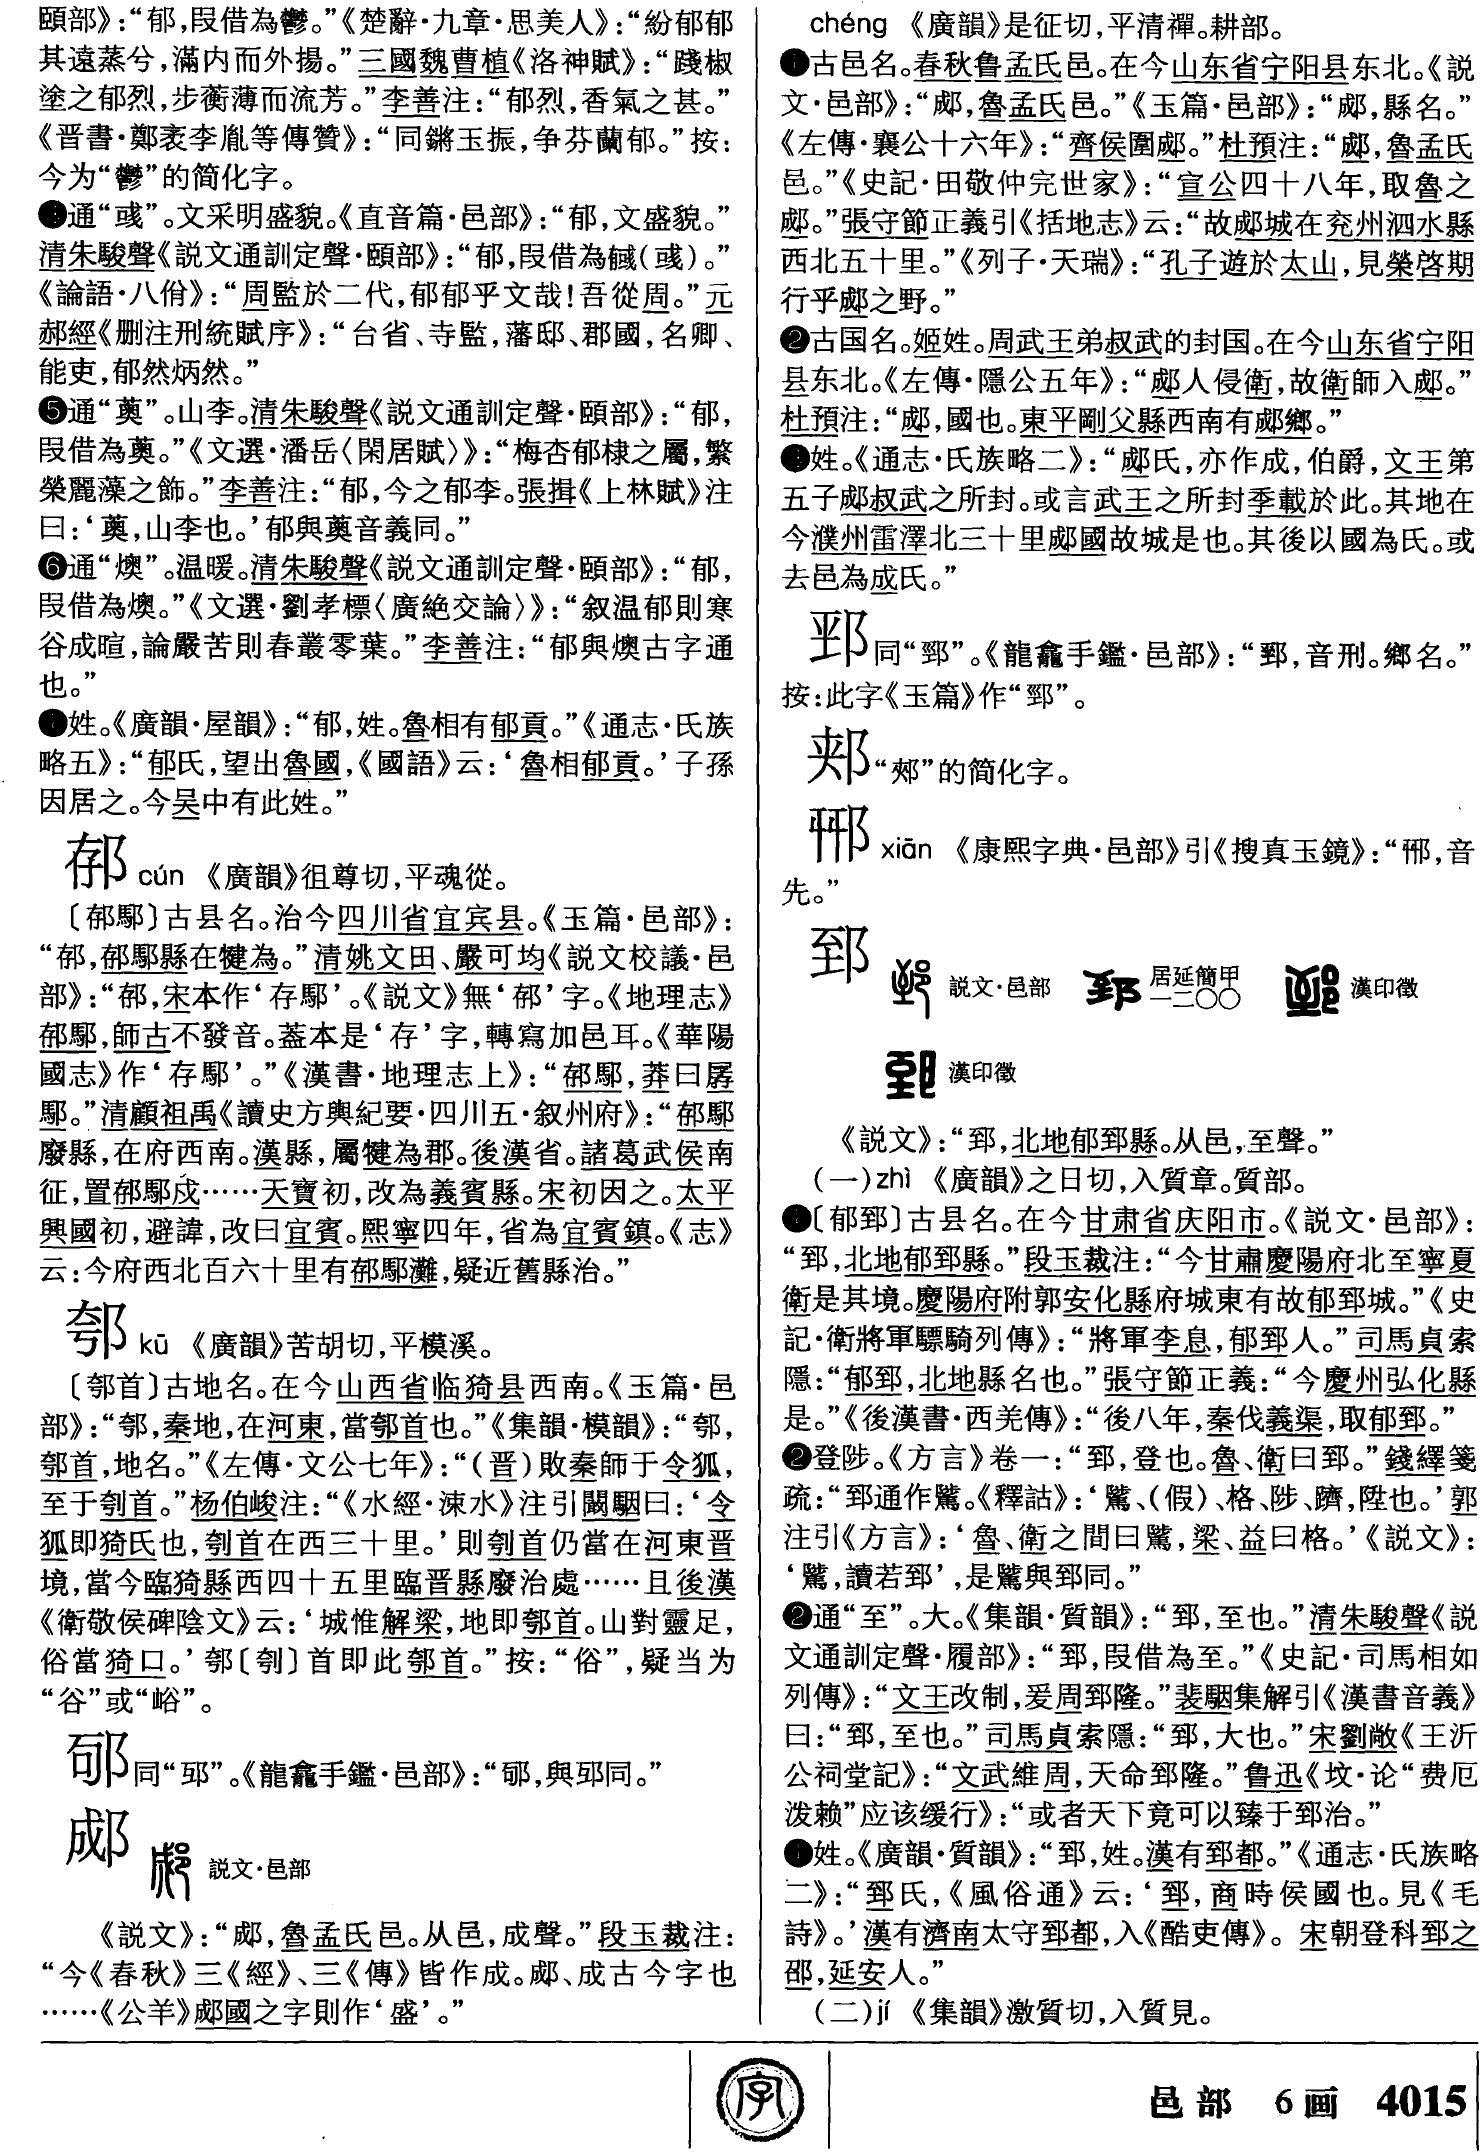 頤部》：“郁，叚借為鬱。”《楚辭·九章·思美人》：“紛郁郁
其遠蒸兮，滿内而外揚。”三國魏曹植《洛神賦》：“踐椒
塗之郁烈，步蘅薄而流芳。”李善注：“郁烈，香氣之甚。”
《晋書·鄭袤李胤等傳贊》：“同鏘玉振，争芬蘭郁。”按：
今为“鬱”的简化字。
❹通“彧”。文采明盛貌。《直音篇·邑部》：“郁，文盛貌。”
清朱駿聲《説文通訓定聲·頤部》：“郁，叚借為𢒰(彧)。”
《論語·八佾》：“周監於二代，郁郁乎文哉！吾從周。”元
郝經《删注刑統賦序》：“台省、寺監，藩邸、郡國，名卿、
能吏，郁然炳然。”
❺通“薁”。山李。清朱駿聲《説文通訓定聲·頤部》：“郁，
叚借為薁。”《文選·潘岳〈閑居賦〉》：“梅杏郁棣之屬，繁
榮麗藻之飾。”李善注：“郁，今之郁李。張揖《上林賦》注
曰：‘薁，山李也。’郁與薁音義同。”
❻通“燠”。温暖。清朱駿聲《説文通訓定聲·頤部》：“郁，
叚借為燠。”《文選·劉孝標〈廣絶交論〉》：“叙温郁則寒
谷成暄，論嚴苦則春叢零葉。”李善注：“郁與燠古字通
也。”
❼姓。《廣韻·屋韻》：“郁，姓。魯相有郁貢。”《通志·氏族
略五》：“郁氏，望出魯國，《國語》云：‘魯相郁貢。’子孫
因居之。今吴中有此姓。”
郁 cún 《廣韻》徂尊切，平魂從。
〔䣜鄢〕古县名。治今四川省宜宾县。《玉篇·邑部》：
“𨛶，𨛶䣕縣在犍為。”清姚文田、嚴可均《説文校議·邑
部》：“𨛶，宋本作‘存䣕’。《説文》無‘𨛶’字。《地理志》
𨛶䣕，師古不發音。蓋本是‘存’字，轉寫加邑耳。《華陽
國志》作‘存䣕’。”《漢書·地理志上》：“𨛶䣕，莽曰孱
䣕。”清顧祖禹《讀史方輿紀要·四川五·叙州府》：“𨛶䣕
廢縣，在府西南。漢縣，屬犍為郡。後漢省。諸葛武侯南
征，置𨛶䣕戍……天寶初，改為義賓縣。宋初因之。太平
興國初，避諱，改曰宜賓。熙寧四年，省為宜賓鎮。《志》
云：今府西北百六十里有𨛶䣕灘，疑近舊縣治。”
郀 kū 《廣韻》苦胡切，平模溪。
〔郀首〕古地名。在今山西省临猗县西南。《玉篇·邑
部》：“郀，秦地，在河東，當郀首也。”《集韻·模韻》：“郀，
郀首，地名。”《左傳·文公七年》：“(晋)敗秦師于令狐，
至于刳首。”杨伯峻注：“《水經·涑水》注引闞駰曰：‘令
狐即猗氏也，刳首在西三十里。’則刳首仍當在河東晋
境，當今臨猗縣西四十五里臨晋縣廢治處……且後漢
《衛敬侯碑陰文》云：‘城惟解梁，地即郀首。山對靈足，
俗當猗口。’郀〔刳〕首即此郀首。”按：“俗”，疑当为
“谷”或“峪”。
同“邳”。《龍龕手鑑·邑部》：“，與邳同。”
郕 説文·邑部
《説文》：“郕，魯孟氏邑。从邑，成聲。”段玉裁注：
“今《春秋》三《經》、三《傳》皆作成。郕、成古今字也
……《公羊》郕國之字則作‘盛’。”
chéng 《廣韻》是征切，平清禪。耕部。
❶古邑名。春秋鲁孟氏邑。在今山东省宁阳县东北。《説
文·邑部》：“郕，魯孟氏邑。”《玉篇·邑部》：“郕，縣名。”
《左傳·襄公十六年》：“齊侯圍郕。”杜預注：“郕，魯孟氏
邑。”《史記·田敬仲完世家》：“宣公四十八年，取魯之
郕。”張守節正義引《括地志》云：“故郕城在兖州泗水縣
西北五十里。”《列子·天瑞》：“孔子遊於太山，見榮啓期
行乎郕之野。”
❷古国名。姬姓。周武王弟叔武的封国。在今山东省宁阳
县东北。《左傳·隱公五年》：“郕人侵衛，故衛師入郕。”
杜預注：“郕，國也。東平剛父縣西南有郕鄉。”
❸姓。《通志·氏族略二》：“郕氏，亦作成，伯爵，文王第
五子郕叔武之所封。或言武王之所封季載於此。其地在
今濮州雷澤北三十里郕國故城是也。其後以國為氏。或
去邑為成氏。”
同“郅”。《龍龕手鑑·邑部》：“，音刑。鄉名。”
按：此字《玉篇》作“”。
郏“郟”的简化字。
xiān 《康熙字典·邑部》引《搜真玉鏡》：“，音
先。”
郅 説文·邑部 居延簡甲一二〇〇 漢印徵
漢印徵
《説文》：“郅，北地郁郅縣。从邑，至聲。”
(一)zhì 《廣韻》之日切，入質章。質部。
❶〔郁郅〕古县名。在今甘肃省庆阳市。《説文·邑部》：
“郅，北地郁郅縣。”段玉裁注：“今甘肅慶陽府北至寧夏
衛是其境。慶陽府附郭安化縣府城東有故郁郅城。”《史
記·衛將軍驃騎列傳》：“將軍李息，郁郅人。”司馬貞索
隱：“郁郅，北地縣名也。”張守節正義：“今慶州弘化縣
是。”《後漢書·西羌傳》：“後八年，秦伐義渠，取郁郅。”
❷登陟。《方言》卷一：“郅，登也。魯、衛曰郅。”錢繹箋
疏：“郅通作騭。《釋詁》：‘騭、(假)、格、陟、躋，陞也。’郭
注引《方言》：‘魯、衛之間曰騭，梁、益曰格。’《説文》：
‘騭，讀若郅’，是騭與郅同。”
❷通“至”。大。《集韻·質韻》：“郅，至也。”清朱駿聲《説
文通訓定聲·履部》：“郅，叚借為至。”《史記·司馬相如
列傳》：“文王改制，爰周郅隆。”裴駰集解引《漢書音義》
曰：“郅，至也。”司馬貞索隱：“郅，大也。”宋劉敞《王沂
公祠堂記》：“文武維周，天命郅隆。”鲁迅《坟·论“费厄
泼赖”应该缓行》：“或者天下竟可以臻于郅治。”
❹姓。《廣韻·質韻》：“郅，姓。漢有郅都。”《通志·氏族略
二》：“郅氏，《風俗通》云：‘郅，商時侯國也。見《毛
詩》。’漢有濟南太守郅都，入《酷吏傳》。宋朝登科郅之
邵，延安人。”
(二)jí 《集韻》激質切，入質見。
字
邑部 6画 4015